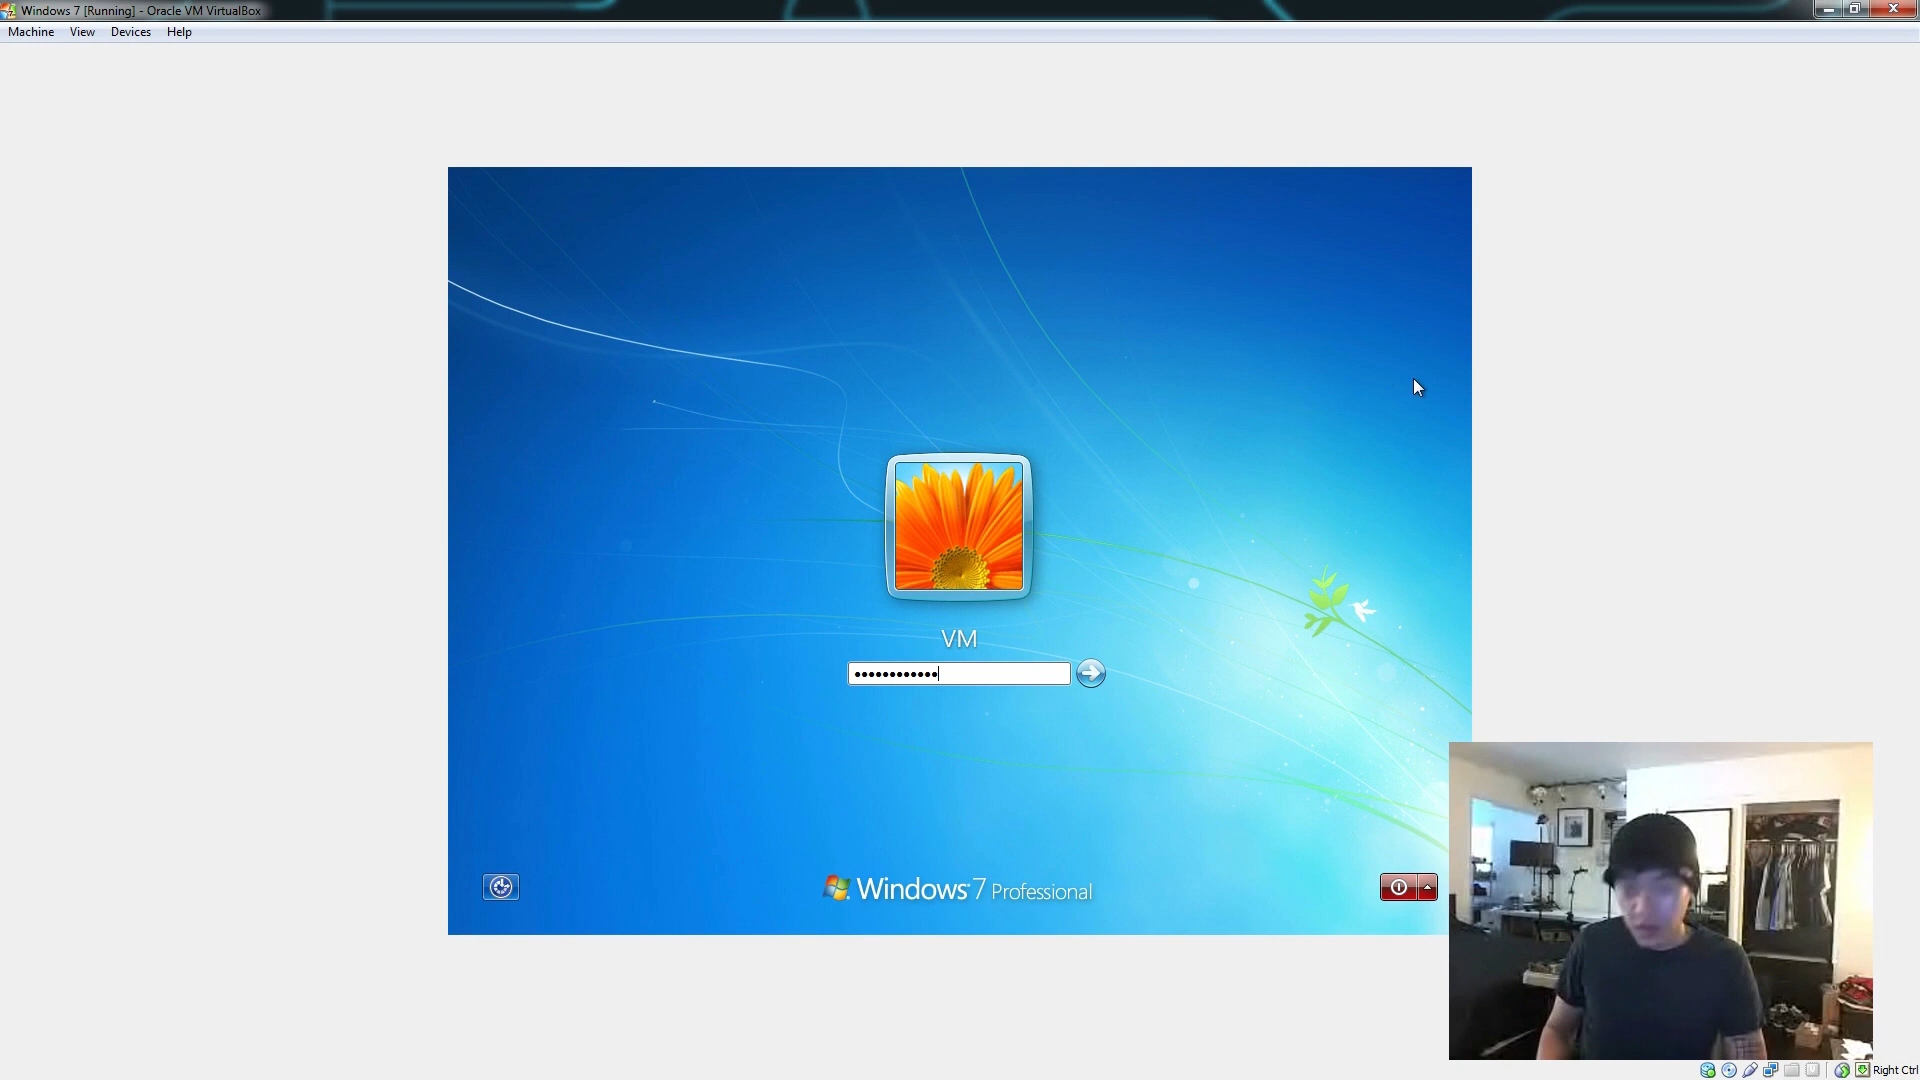 Windows 7 [Running] - Oracle VM VirtualBox
Machine View Devices Help
VM
Windows 7 Professional
Right Ctrl